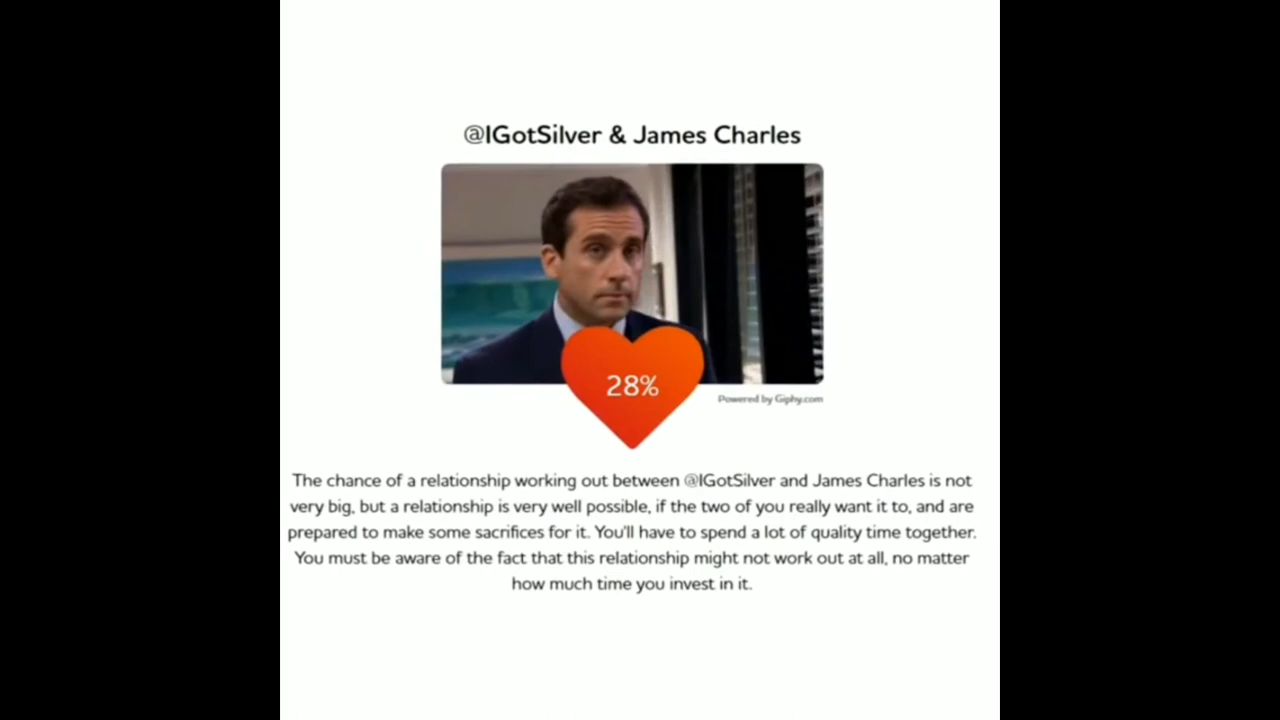 @IGotSilver & James Charles
28%
Powered by Giphy.com
The chance of a relationship working out between @IGotSilver and James Charles is not
very big, but a relationship is very well possible, if the two of you really want it to, and are
prepared to make some sacrifices for it. You'll have to spend a lot of quality time together.
You must be aware of the fact that this relationship might not work out at all, no matter
how much time you invest in it.